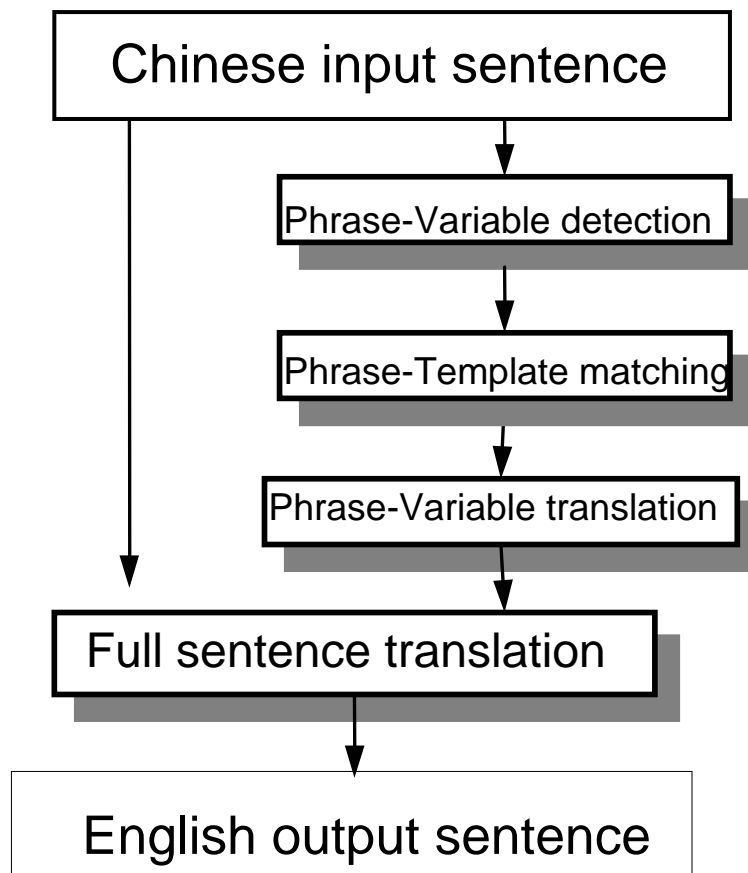 Chinese input sentence
Phrase-Variable detection
Phrase-Template matching
Phrase-Variable translation
Full sentence translation
English output sentence